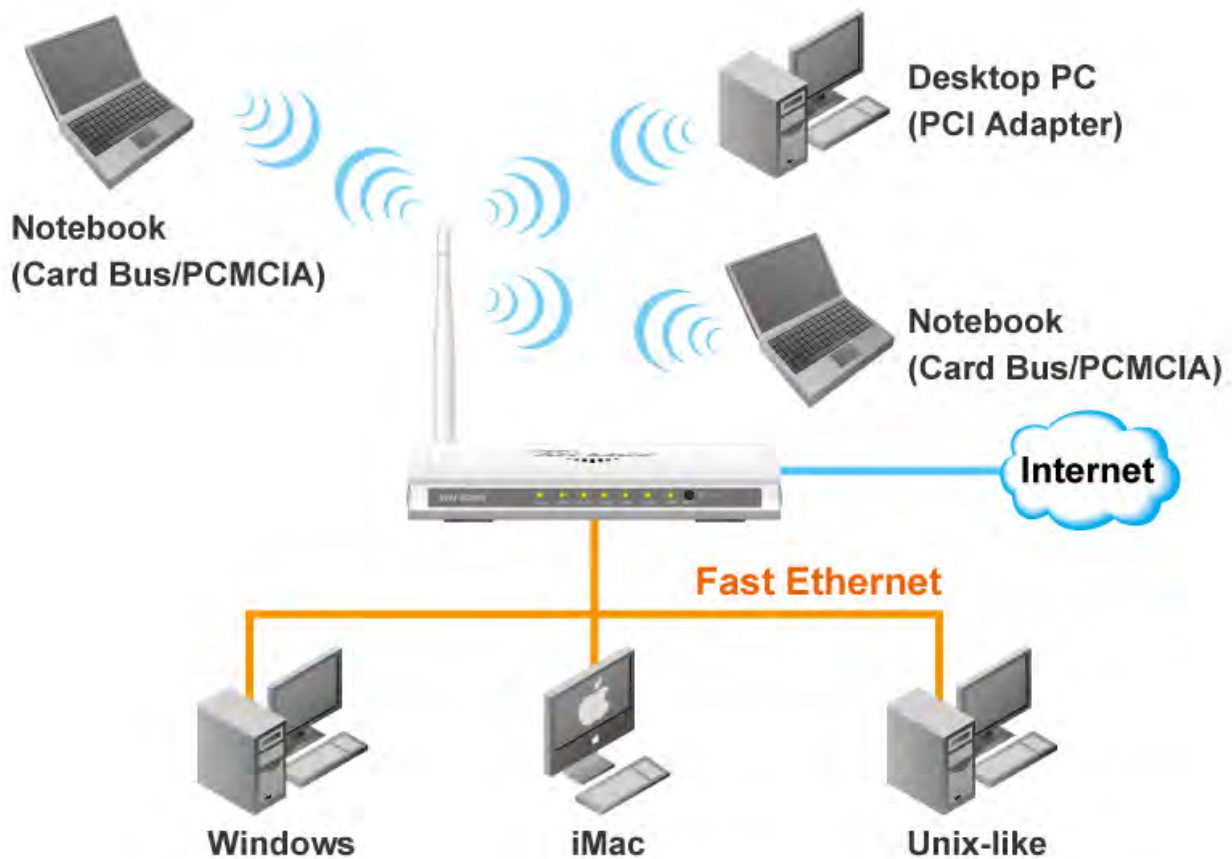 Desktop PC
(PCI Adapter)
Notebook
(Card Bus/PCMCIA)
Notebook
(Card Bus/PCMCIA)
Internet
Fast Ethernet
Windows
iMac
Unix-like